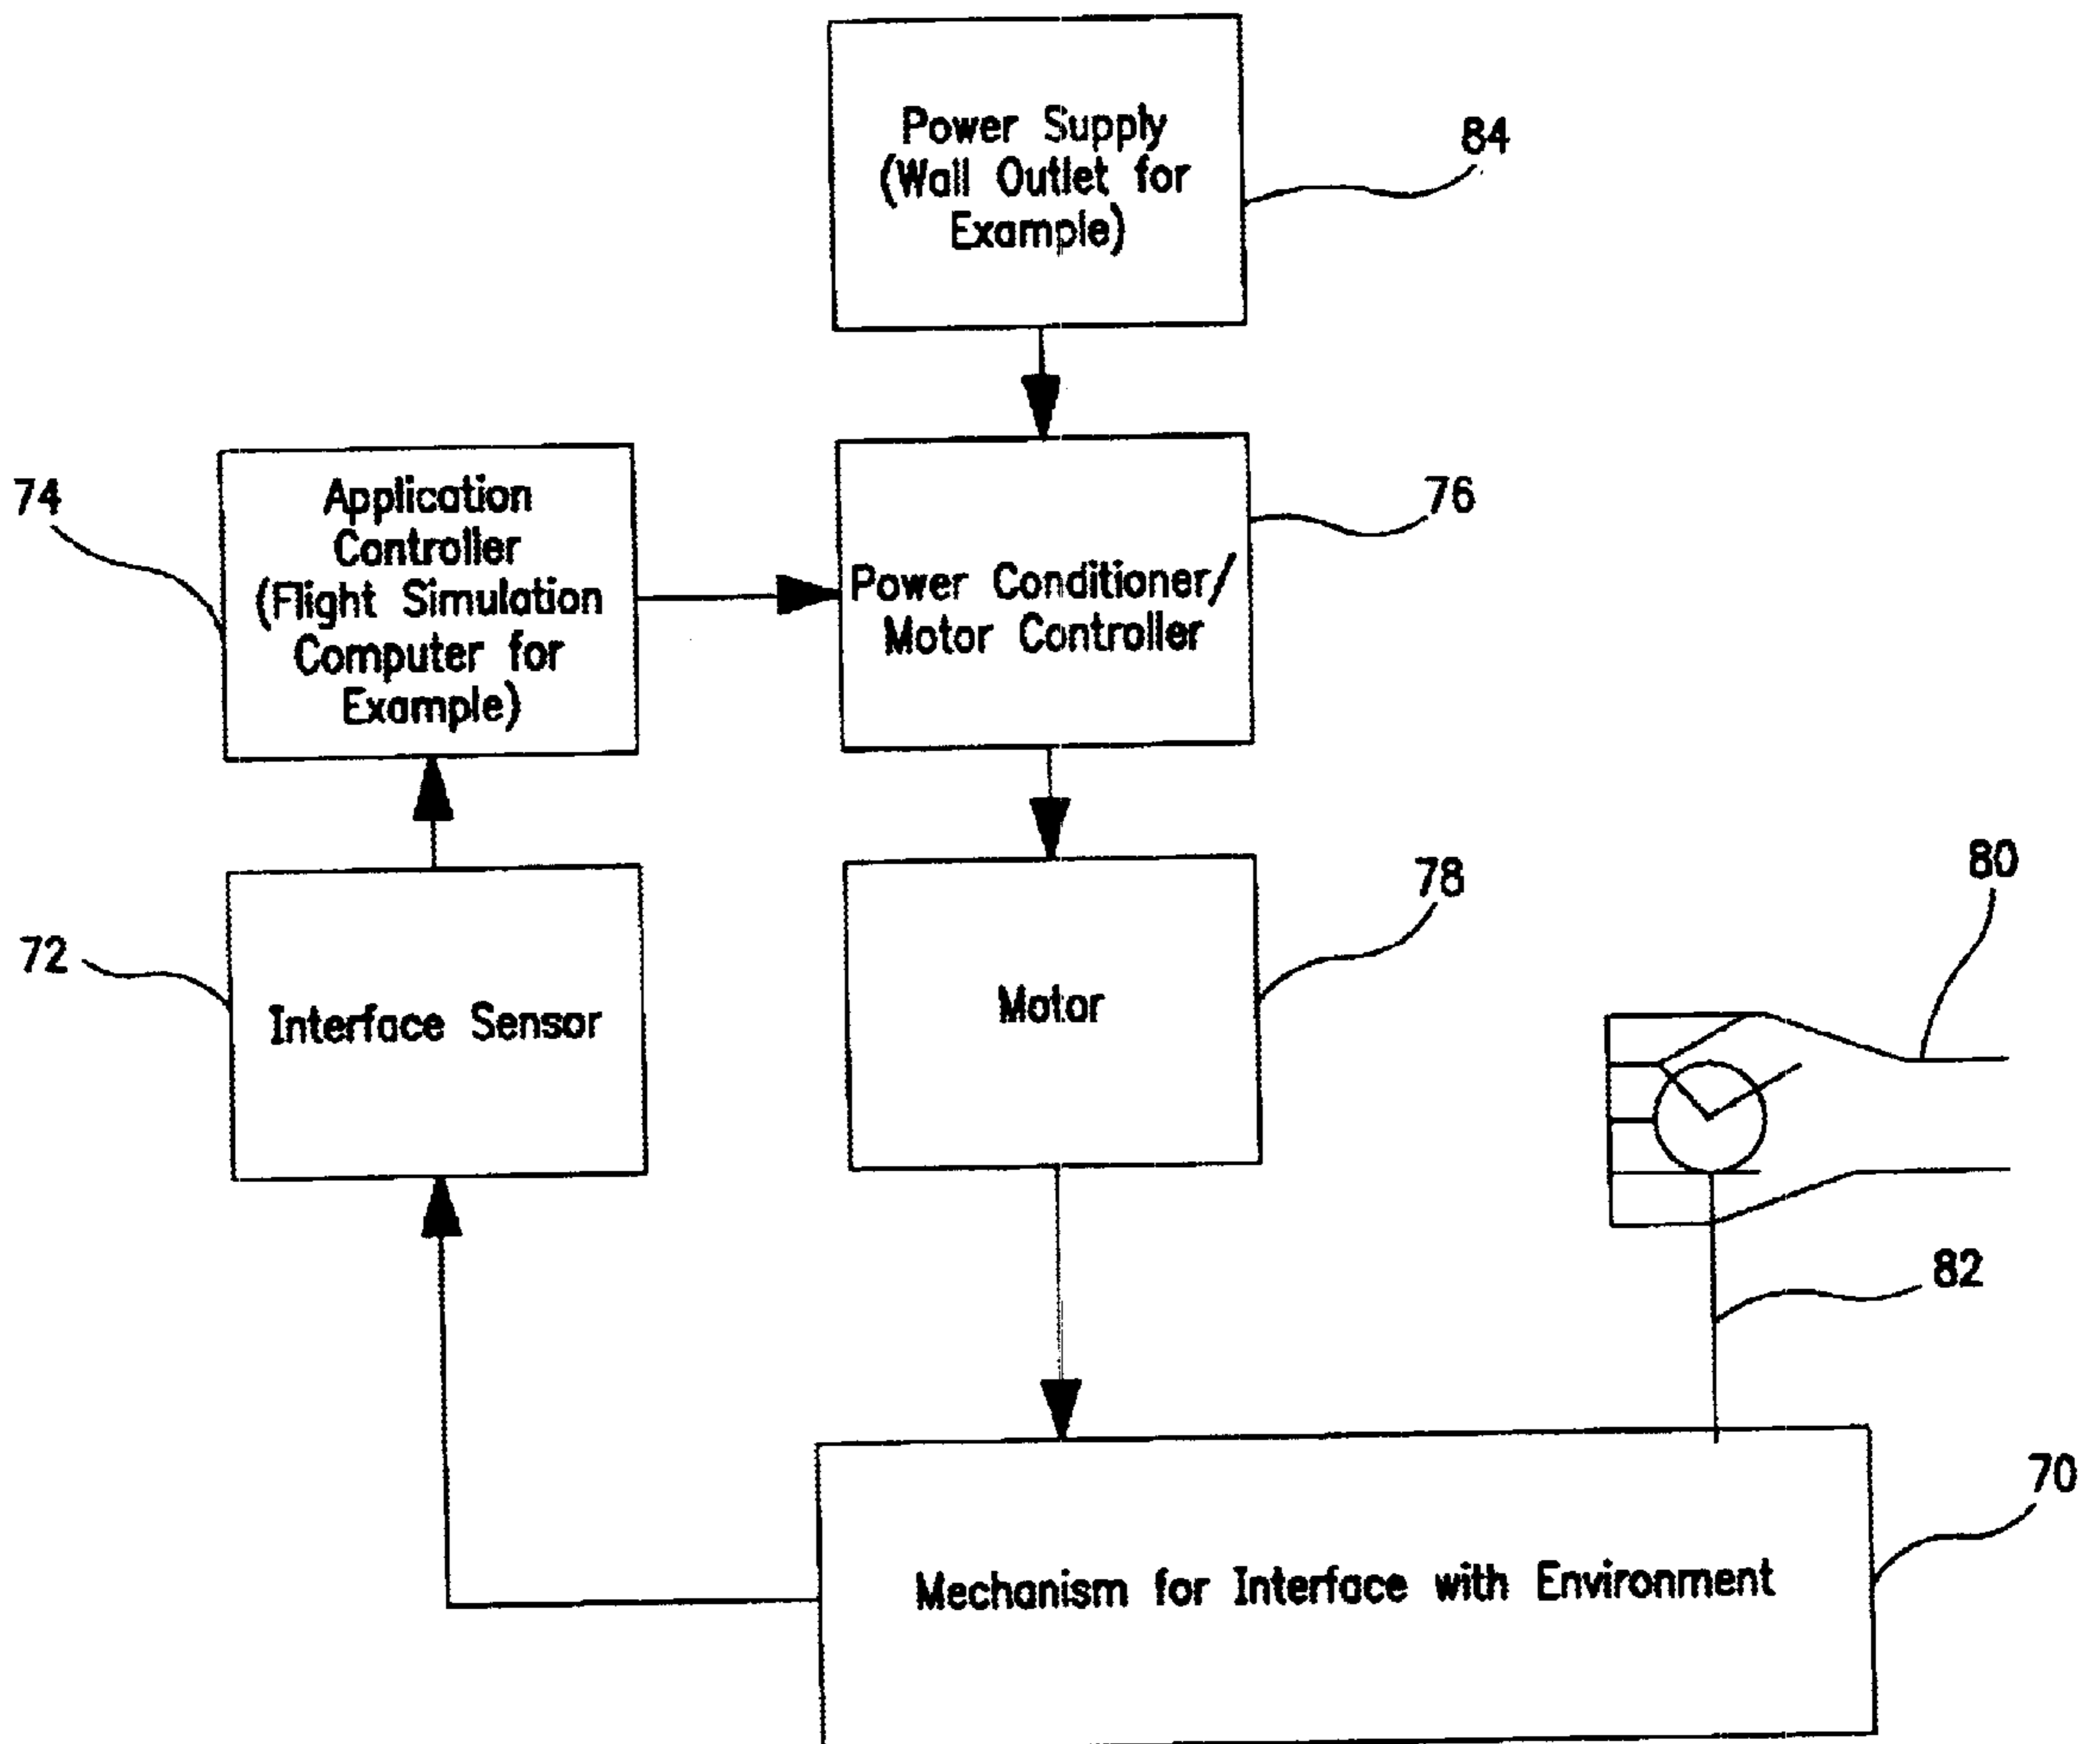 Power Supply
(Wall Outlet for
Example)
84
74
Application
Controller
(Flight Simulation
Computer for
Example)
76
Power Conditioner/
Motor Controller
72
Interface Sensor
78
Motor
80
82
70
Mechanism for Interface with Environment